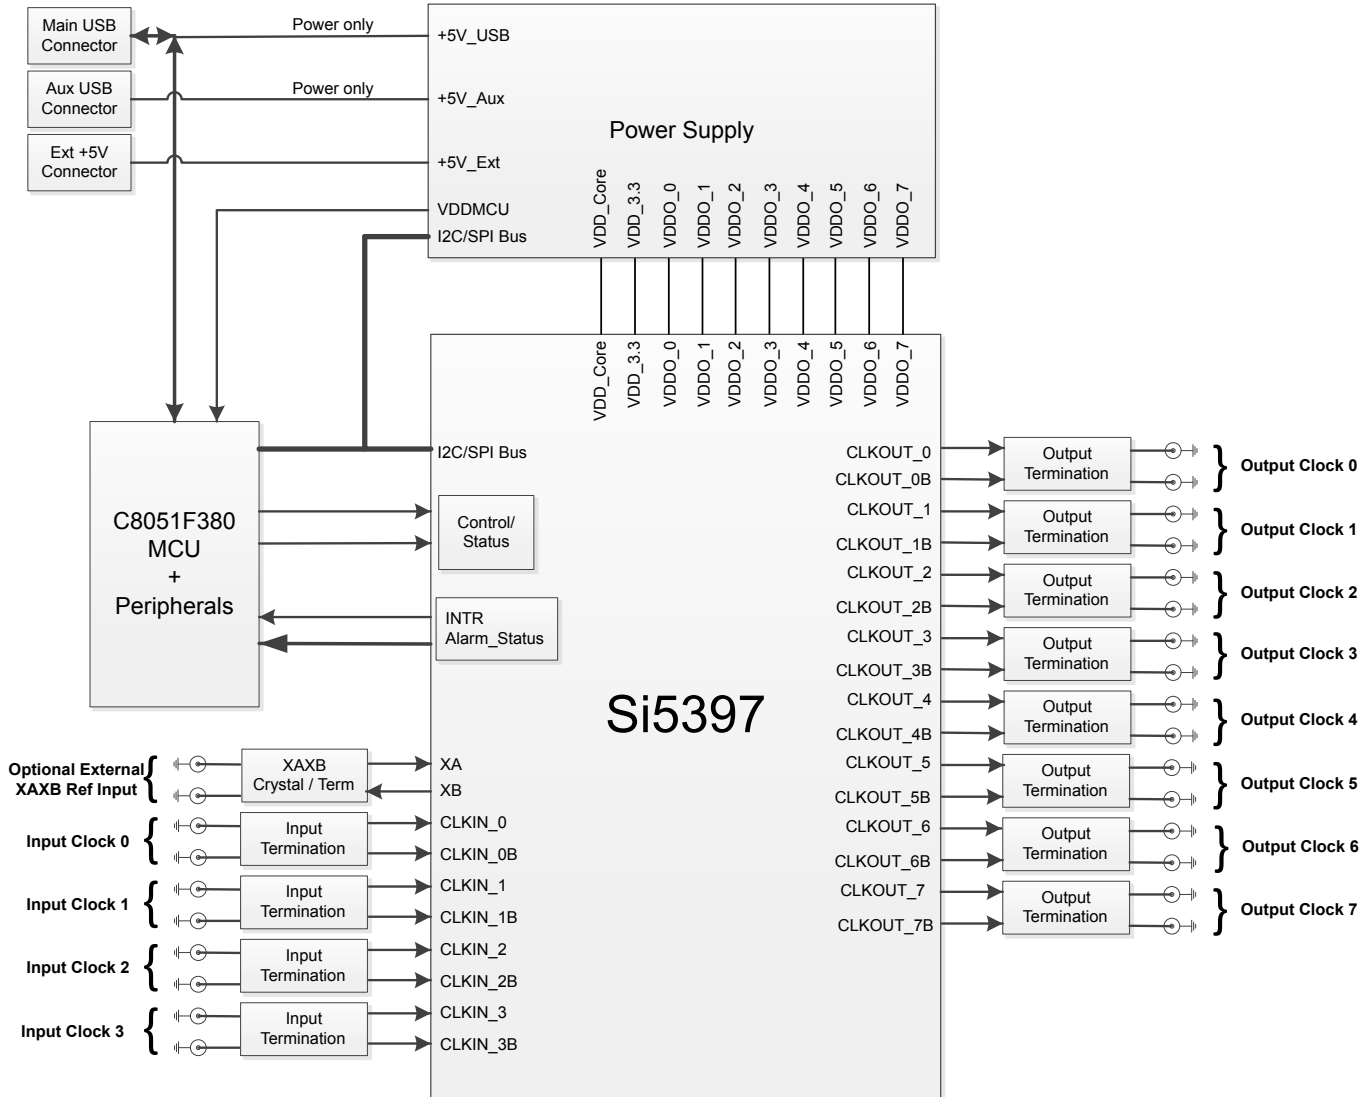 Main USB
Connector
Power only
+5V_USB
Aux USB
Connector
Power only
+5V_Aux
Ext +5V
Connector
+5V_Ext
Power Supply
VDDMCU
I2C/SPI Bus
VDD_Core
VDD_3.3
VDDO_0
VDDO_1
VDDO_2
VDDO_3
VDDO_4
VDDO_5
VDDO_6
VDDO_7
VDD_Core
VDD_3.3
VDDO_0
VDDO_1
VDDO_2
VDDO_3
VDDO_4
VDDO_5
VDDO_6
VDDO_7
C8051F380
MCU
+
Peripherals
I2C/SPI Bus
Control/
Status
INTR
Alarm_Status
Si5397
Optional External
XAXB Ref Input
XAXB
Crystal / Term
XA
XB
Input Clock 0
Input
Termination
CLKIN_0
CLKIN_0B
Input Clock 1
Input
Termination
CLKIN_1
CLKIN_1B
Input Clock 2
Input
Termination
CLKIN_2
CLKIN_2B
Input Clock 3
Input
Termination
CLKIN_3
CLKIN_3B
CLKOUT_0
CLKOUT_0B
Output
Termination
Output Clock 0
CLKOUT_1
CLKOUT_1B
Output
Termination
Output Clock 1
CLKOUT_2
CLKOUT_2B
Output
Termination
Output Clock 2
CLKOUT_3
CLKOUT_3B
Output
Termination
Output Clock 3
CLKOUT_4
CLKOUT_4B
Output
Termination
Output Clock 4
CLKOUT_5
CLKOUT_5B
Output
Termination
Output Clock 5
CLKOUT_6
CLKOUT_6B
Output
Termination
Output Clock 6
CLKOUT_7
CLKOUT_7B
Output
Termination
Output Clock 7